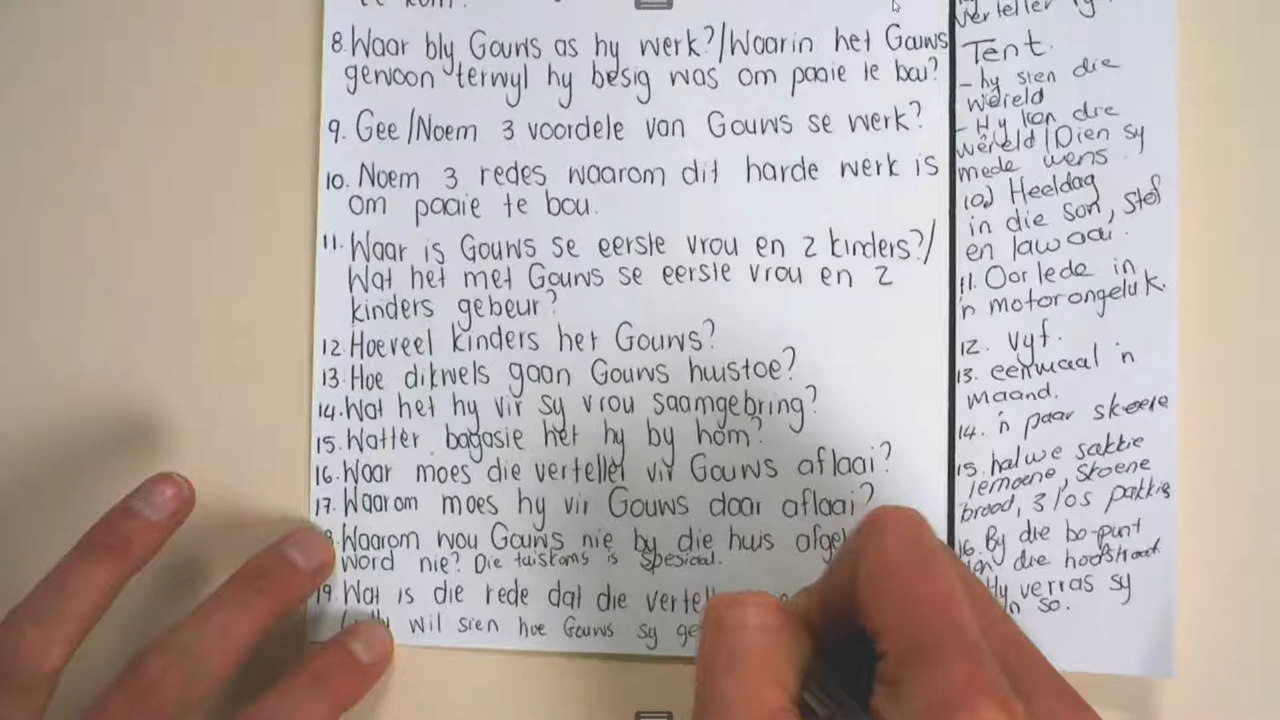 8. Waar bly Gouws as hy werk?/Waarin het Gouws
gewoon terwyl hy besig was om paaie te bou?
9. Gee/Noem 3 voordele van Gouws se werk?
10. Noem 3 redes waarom dit harde werk is
om paaie te bou.
11. Waar is Gouws se eerste vrou en 2 kinders?/
Wat het met Gouws se eerste vrou en 2
kinders gebeur?
12. Hoeveel kinders het Gouws?
13. Hoe dikwels gaan Gouws huistoe?
14. Wat het hy vir sy vrou saamgebring?
15. Watter bagasie het hy by hom?
16. Waar moes die verteller vir Gouws aflaai?
17. Waarom moes hy vir Gouws daar aflaai?
Waarom wou Gouws nie by die huis
word nie? Die tuiskoms is spesiaal.
19. Wat is die rede dat die
wil sien hoe Gouws sy
verteller
Tent.
- hy sien die
wêreld
- Hy kan die
wêreld/Dien sy
mede mens.
10.) Heeldag
in die son, stof
en lawaai.
11. Oorlede in
'n motorongeluk.
12. Vyf.
13. eenmaal 'n
maand.
14. 'n paar skoene
15. halwe sakkie
lemoene, skoene
brood, 3 los pakkies
16. By die bo-punt
van die hoofstraat
Hy verras sy
so.